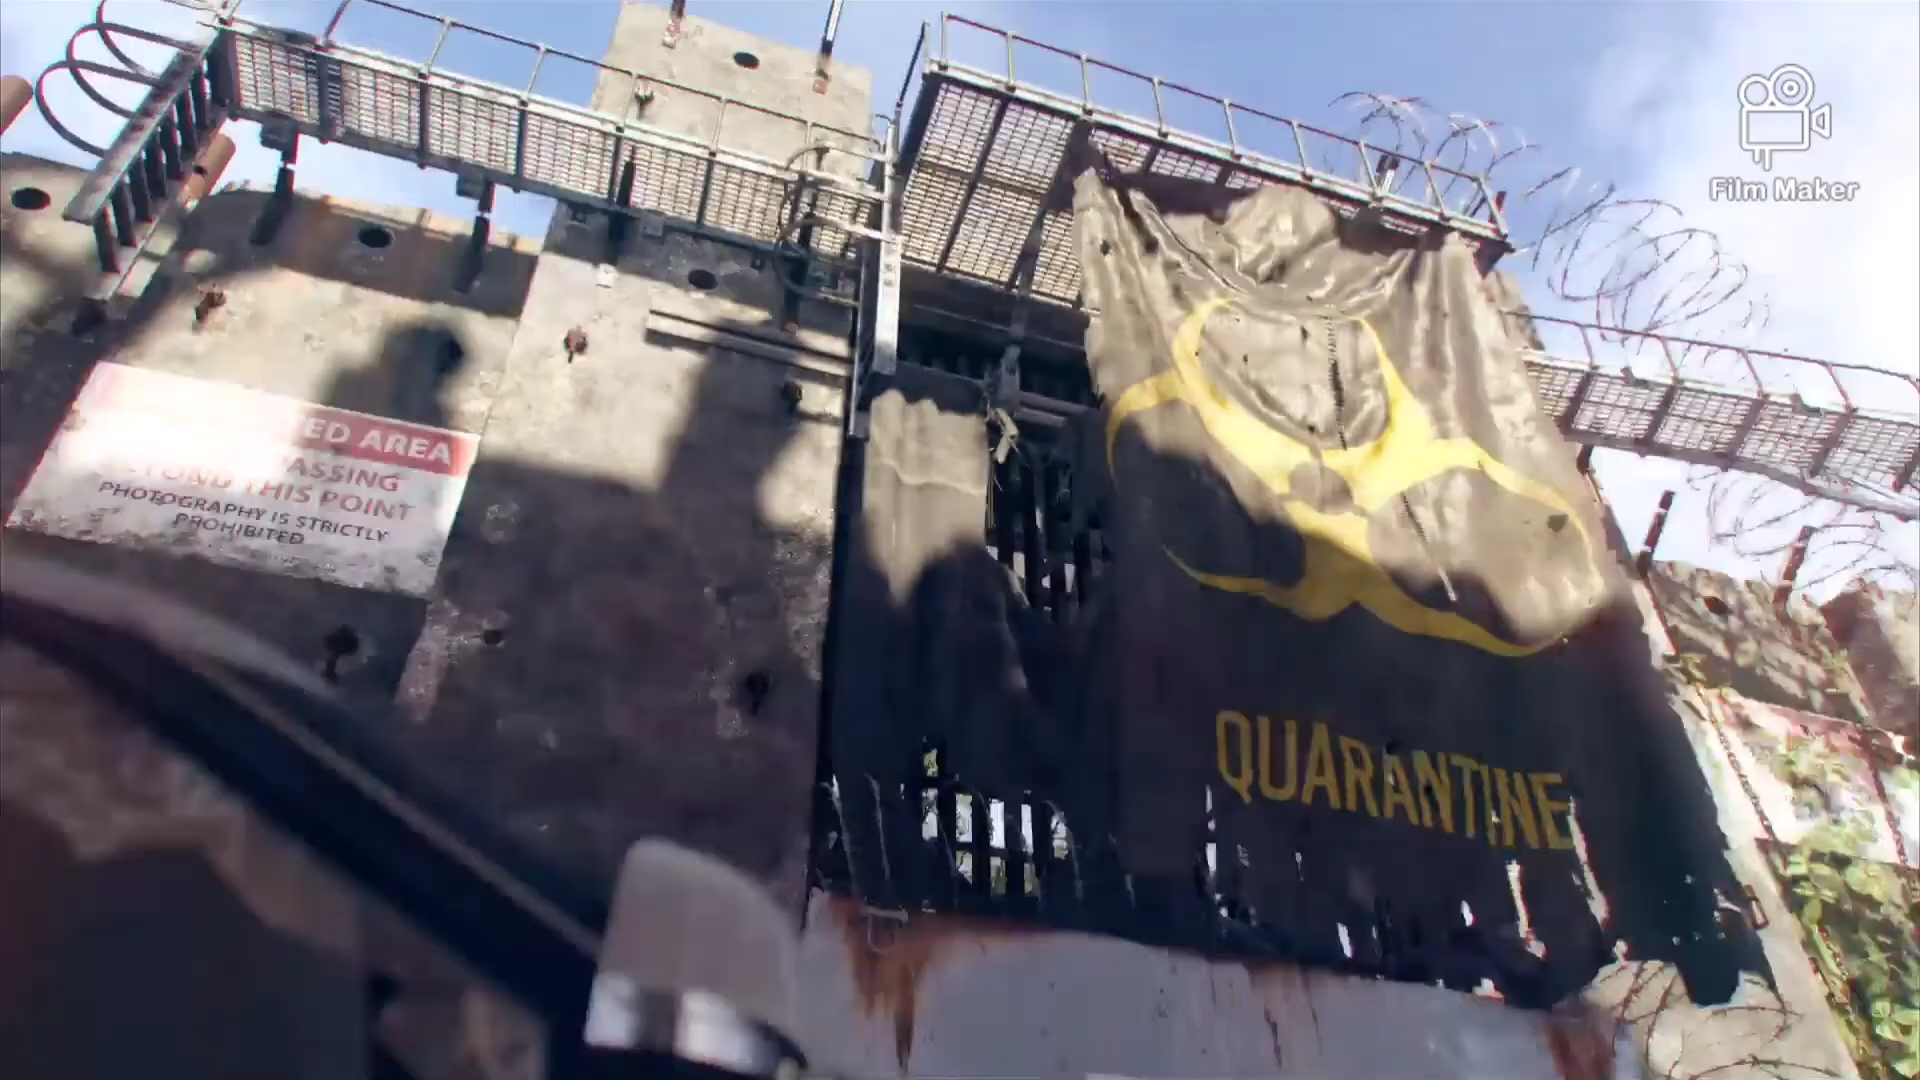 ED AREA
ASSING
THIS POINT
PHOTOGRAPHY IS STRICTLY
PROHIBITED
QUARANTINE
Film Maker